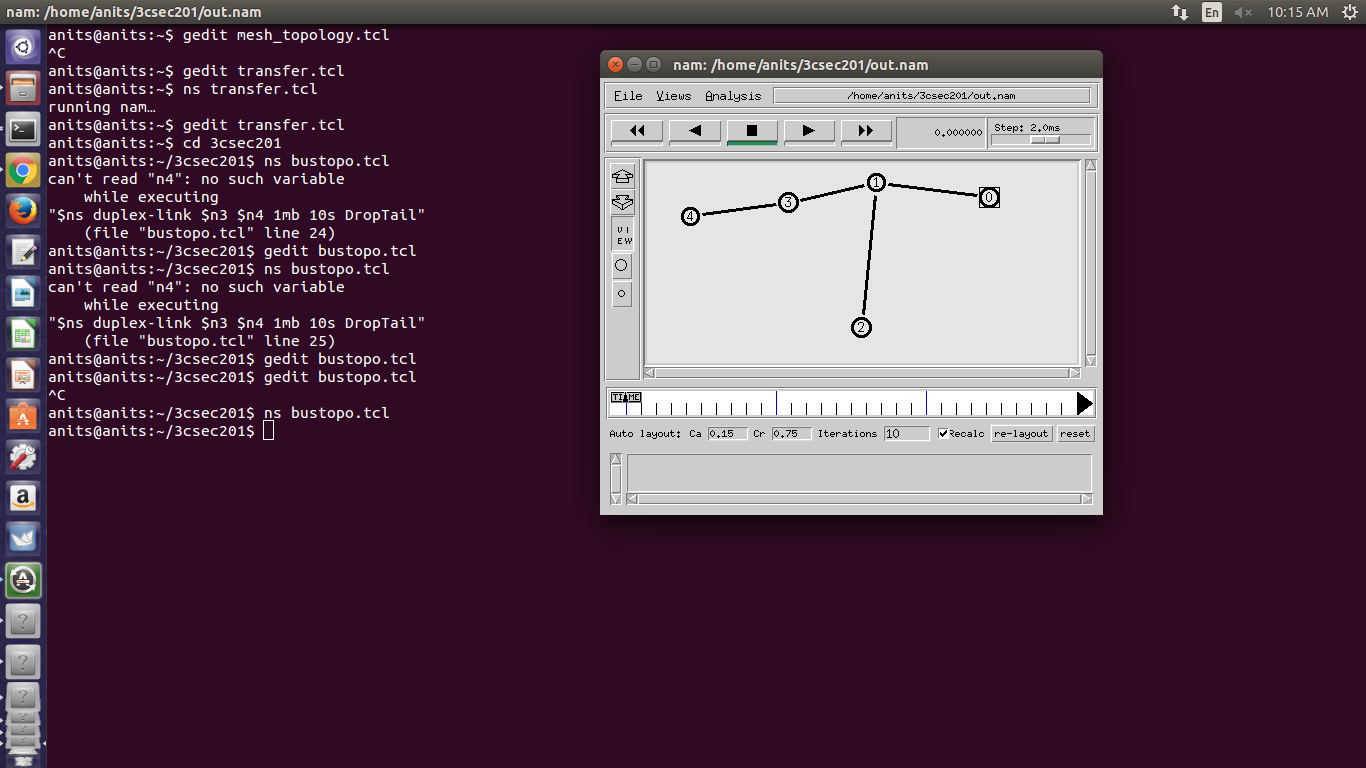 nam: /home/anits/3csec201/out.nam
En
10:15 AM
anits@anits:~$ gedit mesh_topology.tcl
^C
anits@anits:~$ gedit transfer.tcl
anits@anits:~$ ns transfer.tcl
running nam…
anits@anits:~$ gedit transfer.tcl
anits@anits:~$ cd 3csec201
anits@anits:~/3csec201$ ns bustopo.tcl
can't read "n4": no such variable
while executing
"$ns duplex-link $n3 $n4 1mb 10s DropTail"
(file "bustopo.tcl" line 24)
anits@anits:~/3csec201$ gedit bustopo.tcl
anits@anits:~/3csec201$ ns bustopo.tcl
can't read "n4": no such variable
while executing
"$ns duplex-link $n3 $n4 1mb 10s DropTail"
(file "bustopo.tcl" line 25)
anits@anits:~/3csec201$ gedit bustopo.tcl
anits@anits:~/3csec201$ gedit bustopo.tcl
^C
anits@anits:~/3csec201$ ns bustopo.tcl
anits@anits:~/3csec201$
nam: /home/anits/3csec201/out.nam
File Views Analysis /home/anits/3csec201/out.nam
0.000000 Step: 2.0ms
VI
EW
1
0
3
4
2
TIME
Auto layout: Ca 0.15 Cr 0.75 Iterations 10 Recalc re-layout reset